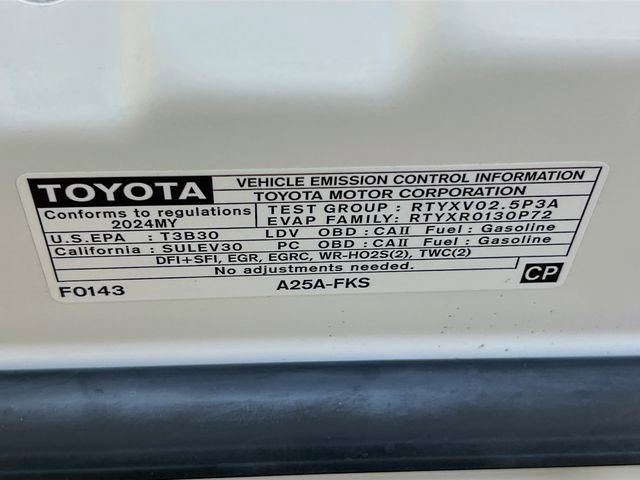 TOYOTA
VEHICLE EMISSION CONTROL INFORMATION
TOYOTA MOTOR CORPORATION
Conforms to regulations
2024MY
TEST GROUP : RTYXV02.5P3A
EVAP FAMILY: RTYXR0130P72
U.S.EPA : T3B30 LDV OBD : CAII Fuel : Gasoline
California : SULEV30 PC OBD : CAII Fuel : Gasoline
DFI+SFI, EGR, EGRC, WR-HO2S(2), TWC(2)
No adjustments needed.
F0143 A25A-FKS CP